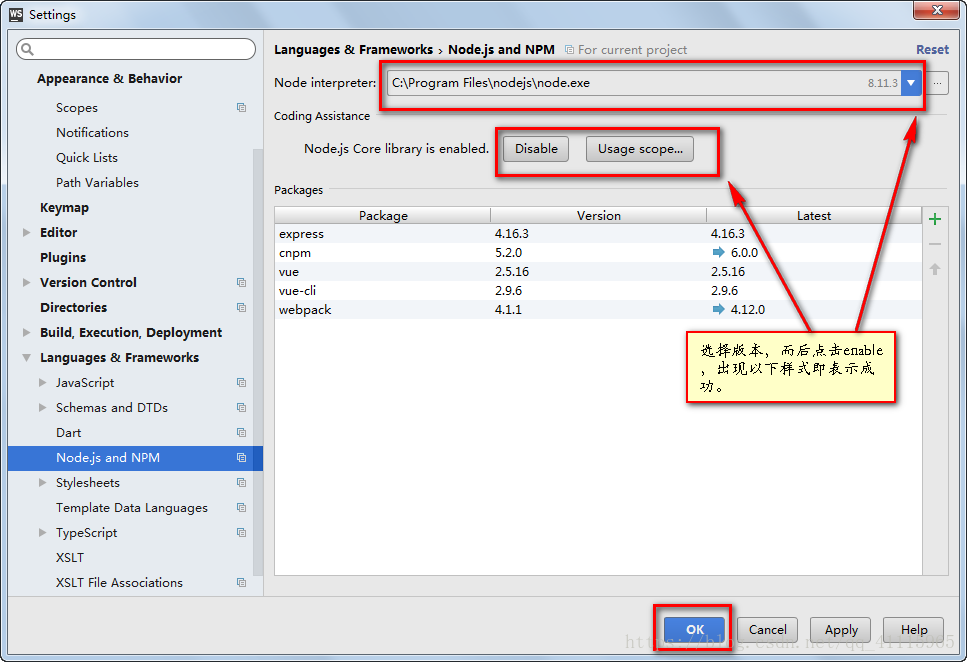 WS Settings
Languages & Frameworks › Node.js and NPM For current project Reset
Appearance & Behavior
Scopes
Notifications
Quick Lists
Path Variables
Keymap
Editor
Plugins
Version Control
Directories
Build, Execution, Deployment
Languages & Frameworks
JavaScript
Schemas and DTDs
Dart
Node.js and NPM
Stylesheets
Template Data Languages
TypeScript
XSLT
XSLT File Associations
Node interpreter: C:\Program Files\nodejs\node.exe 8.11.3 ...
Coding Assistance
Node.js Core library is enabled. Disable Usage scope...
Packages
Package Version Latest
express 4.16.3 4.16.3
cnpm 5.2.0 6.0.0
vue 2.5.16 2.5.16
vue-cli 2.9.6 2.9.6
webpack 4.1.1 4.12.0
选择版本，而后点击enable
，出现以下样式即表示成
功。
OK Cancel Apply Help
https://blog.csdn.net/qq_41115965